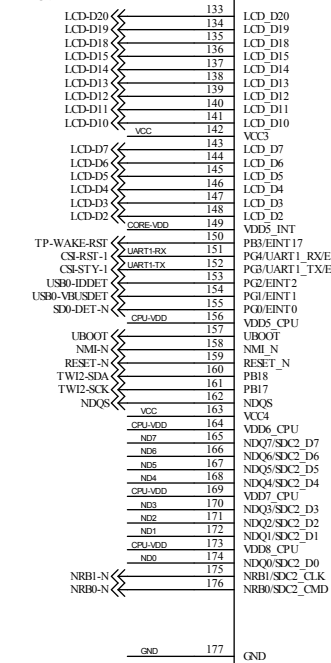 LCD-D20 133 LCD_D20
LCD-D19 134 LCD_D19
LCD-D18 135 LCD_D18
LCD-D15 136 LCD_D15
LCD-D14 137 LCD_D14
LCD-D13 138 LCD_D13
LCD-D12 139 LCD_D12
LCD-D11 140 LCD_D11
LCD-D10 141 LCD_D10
VCC 142 VCC3
LCD-D7 143 LCD_D7
LCD-D6 144 LCD_D6
LCD-D5 145 LCD_D5
LCD-D4 146 LCD_D4
LCD-D3 147 LCD_D3
LCD-D2 148 LCD_D2
CORE-VDD 149 VDD5_INT
TP-WAKE-RST 150 PB3/EINT17
CSI-RST-1 UART1-RX 151 PG4/UART1_RX/E
CSI-STY-1 UART1-TX 152 PG3/UART1_TX/E
USB0-IDDET 153 PG2/EINT2
USB0-VBUSDET 154 PG1/EINT1
SD0-DET-N 155 PG0/EINT0
CPU-VDD 156 VDD5_CPU
UBOOT 157 UBOOT
NMI-N 158 NMI_N
RESET-N 159 RESET_N
TWI2-SDA 160 PB18
TWI2-SCK 161 PB17
NDQS 162 NDQS
VCC 163 VCC4
CPU-VDD 164 VDD6_CPU
ND7 165 NDQ7/SDC2_D7
ND6 166 NDQ6/SDC2_D6
ND5 167 NDQ5/SDC2_D5
ND4 168 NDQ4/SDC2_D4
CPU-VDD 169 VDD7_CPU
ND3 170 NDQ3/SDC2_D3
ND2 171 NDQ2/SDC2_D2
ND1 172 NDQ1/SDC2_D1
CPU-VDD 173 VDD8_CPU
ND0 174 NDQ0/SDC2_D0
NRB1-N 175 NRB1/SDC2_CLK
NRB0-N 176 NRB0/SDC2_CMD
GND 177 GND